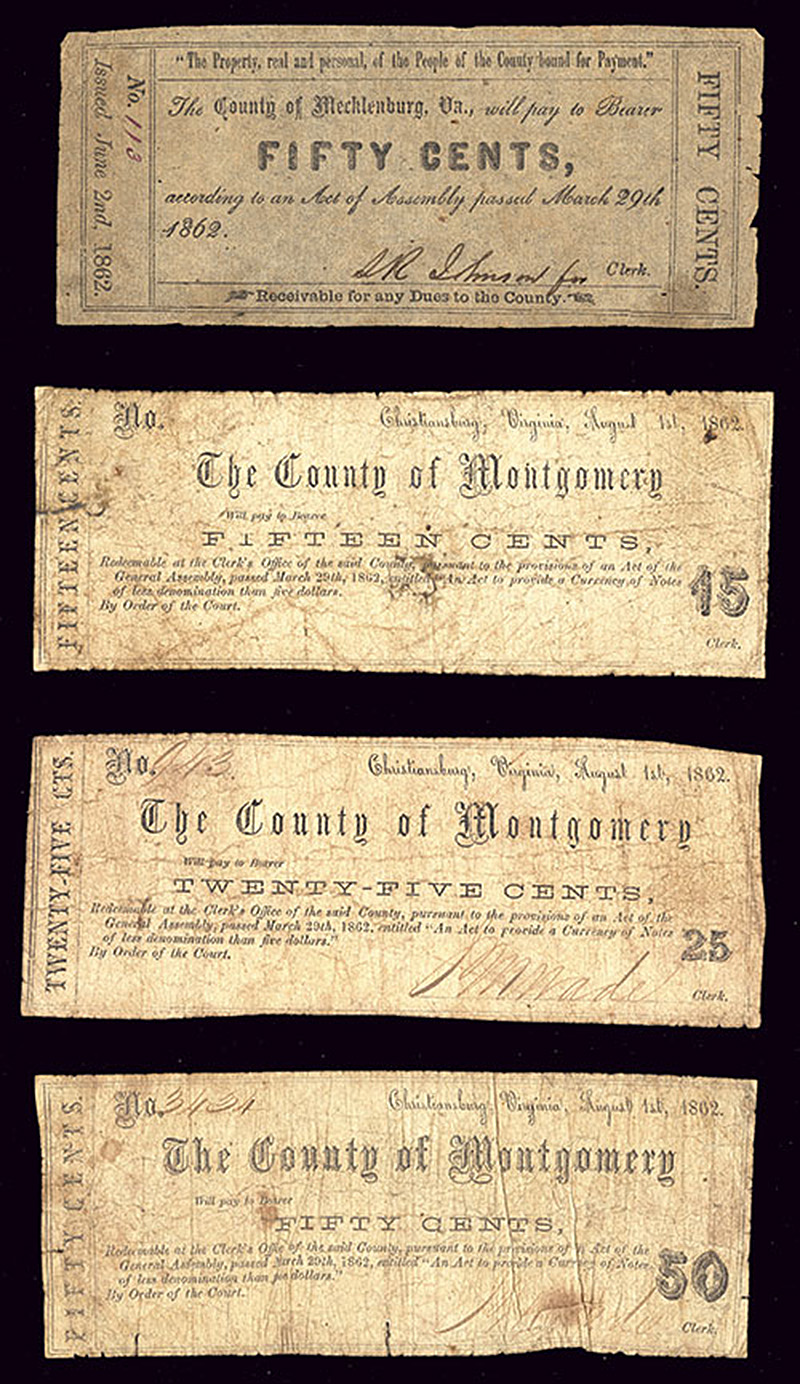 "The Property, real and personal, of the People of the County bound for Payment."
No. 113
Issued June 2nd, 1862.
The County of Mecklenburg, Va., will pay to Bearer
FIFTY CENTS,
according to an Act of Assembly passed March 29th
1862.
Johnson for Clerk.
Receivable for any Dues to the County.
FIFTY CENTS.
FIFTEEN CENTS.
No. Christiansburg, Virginia, August 1st, 1862.
The County of Montgomery
Will pay to Bearer
FIFTEEN CENTS,
Redeemable at the Clerk's Office of the said County, pursuant to the provisions of an Act of the
General Assembly, passed March 29th, 1862, entitled "An Act to provide a Currency of Notes
of less denomination than five dollars.
By Order of the Court.
15
Clerk.
TWENTY-FIVE CTS.
No. 943. Christiansburg, Virginia, August 1st, 1862.
The County of Montgomery
Will pay to Bearer
TWENTY-FIVE CENTS,
Redeemable at the Clerk's Office of the said County, pursuant to the provisions of an Act of the
General Assembly, passed March 29th, 1862, entitled "An Act to provide a Currency of Notes
of less denomination than five dollars."
By Order of the Court.
25
Wade Clerk.
FIFTY CENTS.
No. 3431 Christiansburg Virginia, August 1st, 1862.
The County of Montgomery
Will pay to Bearer
FIFTY CENTS,
Redeemable at the Clerk's Office of the said County, pursuant to the provisions of an Act of the
General Assembly, passed March 29th, 1862, entitled "An Act to provide a Currency of Notes
of less denomination than five dollars."
By Order of the Court.
50
Clerk.